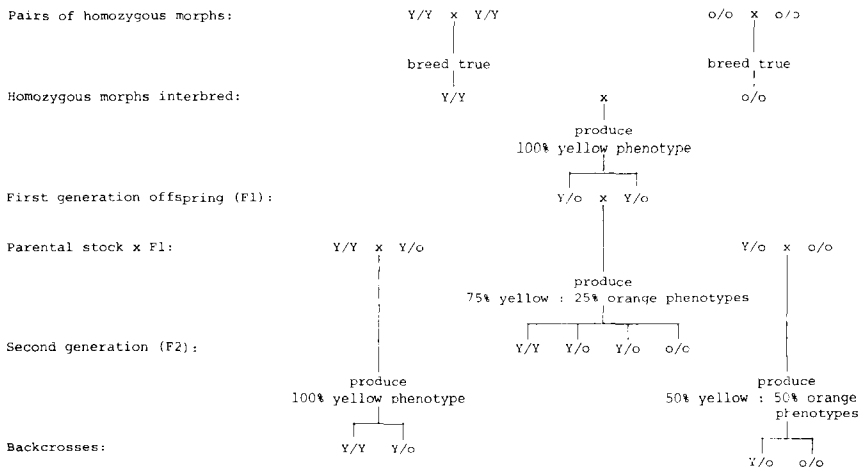 Pairs of homozygous morphs: Y/Y x Y/Y o/o x o/o
breed true breed true
Homozygous morphs interbred: Y/Y x o/o
produce
100% yellow phenotype
First generation offspring (F1): Y/o x Y/o
Parental stock x F1: Y/Y x Y/o Y/o x o/o
produce
75% yellow : 25% orange phenotypes
Second generation (F2): Y/Y Y/o Y/o o/o
produce produce
100% yellow phenotype 50% yellow : 50% orange
phenotypes
Backcrosses: Y/Y Y/o Y/o o/o